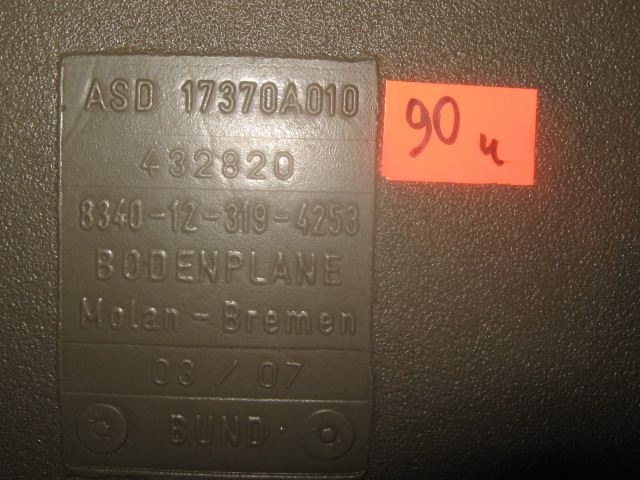 ASD 17370A010
432820
8340-12-319-4253
BODENPLANE
Molan - Bremen
03 / 07
BUND
90 и